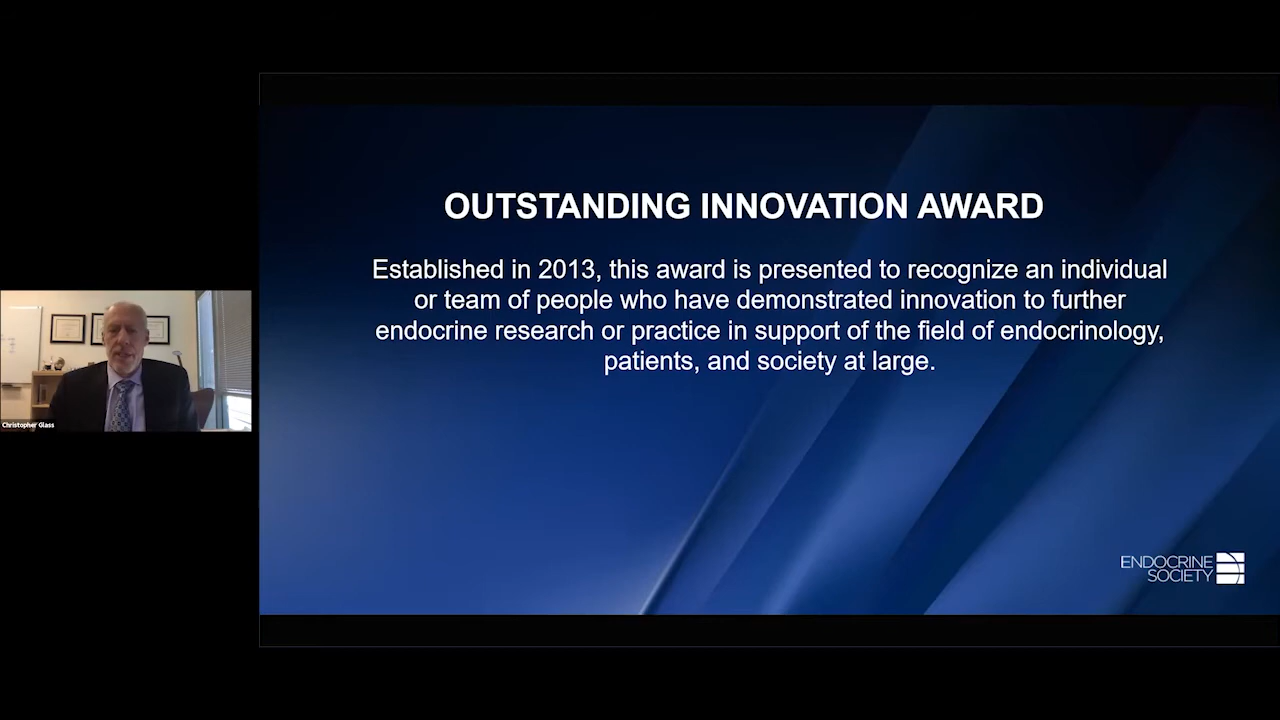 OUTSTANDING INNOVATION AWARD
Established in 2013, this award is presented to recognize an individual
or team of people who have demonstrated innovation to further
endocrine research or practice in support of the field of endocrinology,
patients, and society at large.
Christopher Glass
ENDOCRINE
SOCIETY